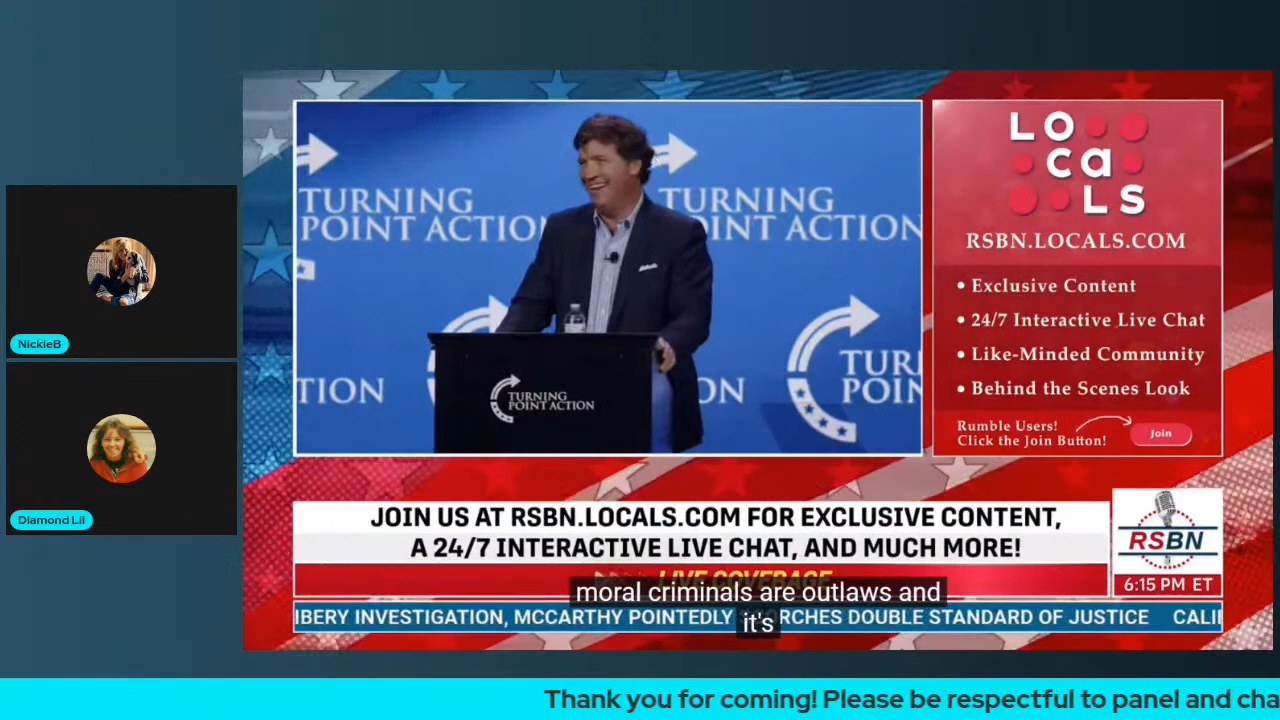 NickieB
Diamond Lil
TURNING
POINT ACTION
TURNING
POINT ACTION
TION
ON
TUR
POIN
TURNING
POINT ACTION
LOcaLS
RSBN.LOCALS.COM
• Exclusive Content
• 24/7 Interactive Live Chat
• Like-Minded Community
• Behind the Scenes Look
Rumble Users!
Click the Join Button!
Join
JOIN US AT RSBN.LOCALS.COM FOR EXCLUSIVE CONTENT,
A 24/7 INTERACTIVE LIVE CHAT, AND MUCH MORE!
RSBN
6:15 PM ET
LIVE COVERAGE
moral criminals are outlaws and
it's
IBERY INVESTIGATION, MCCARTHY POINTEDLY RCHES DOUBLE STANDARD OF JUSTICE CALI
Thank you for coming! Please be respectful to panel and cha